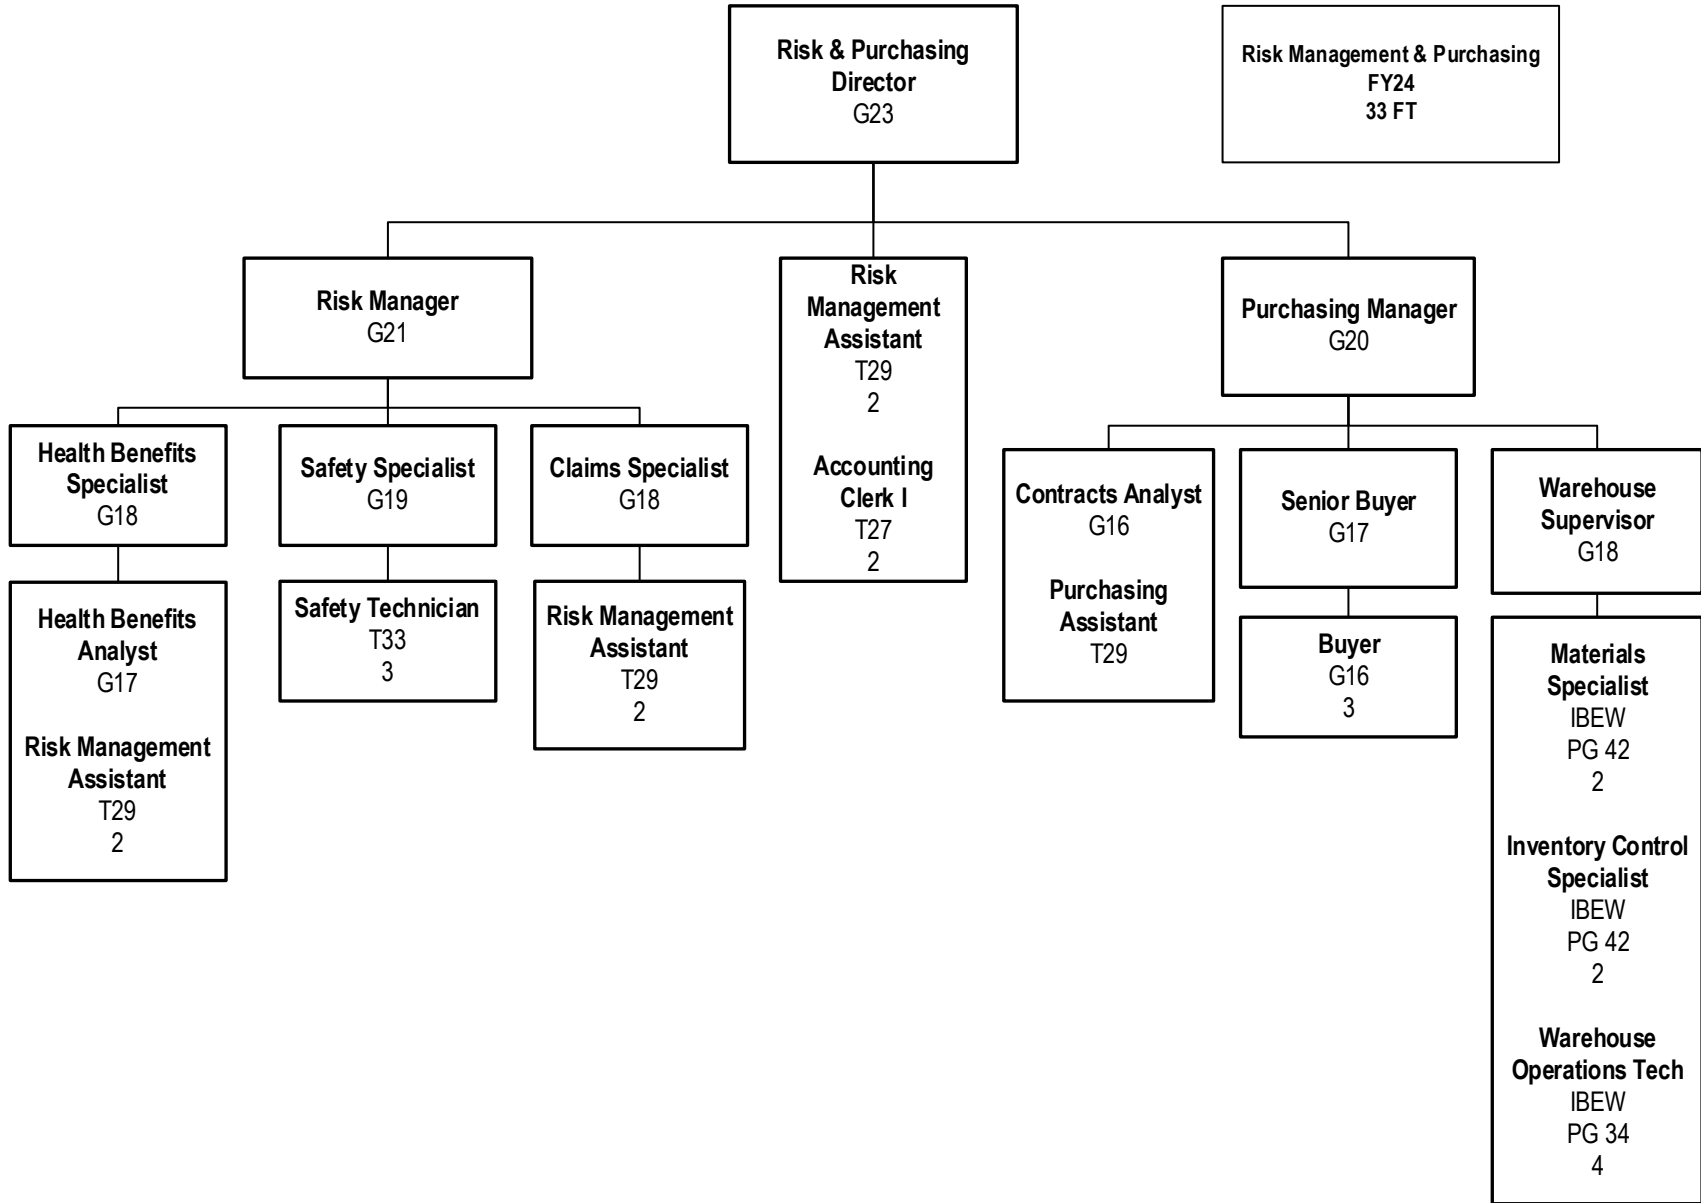 Risk & Purchasing
Director
G23
Risk Management & Purchasing
FY24
33 FT
Risk Manager
G21
Risk
Management
Assistant
T29
2
Accounting
Clerk I
T27
2
Purchasing Manager
G20
Health Benefits
Specialist
G18
Safety Specialist
G19
Claims Specialist
G18
Contracts Analyst
G16
Purchasing
Assistant
T29
Senior Buyer
G17
Warehouse
Supervisor
G18
Health Benefits
Analyst
G17
Risk Management
Assistant
T29
2
Safety Technician
T33
3
Risk Management
Assistant
T29
2
Buyer
G16
3
Materials
Specialist
IBEW
PG 42
2
Inventory Control
Specialist
IBEW
PG 42
2
Warehouse
Operations Tech
IBEW
PG 34
4